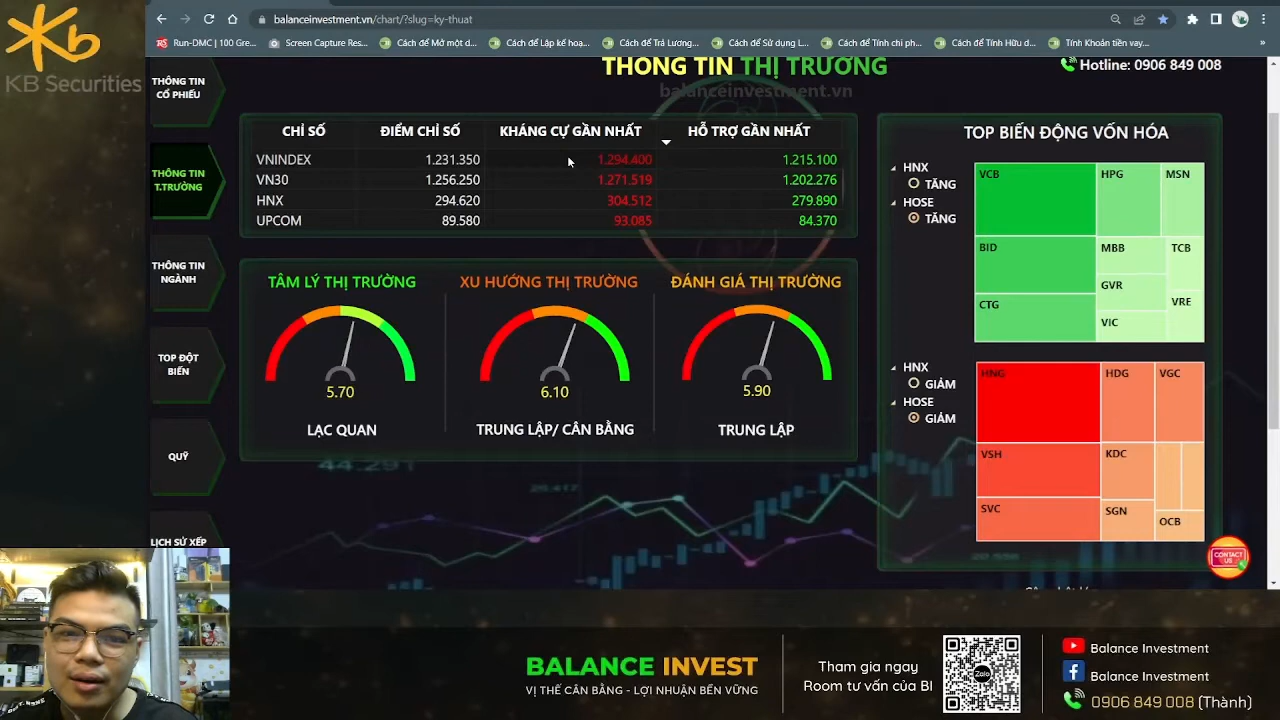 Kb
KB Securities
balanceinvestment.vn/chart/?slug=ky-thuat
Run-DMC | 100 Gre...
Screen Capture Res...
Cách để Mở một d...
Cách để Lập kế hoạ...
Cách để Trả Lương...
Cách để Sử dụng L...
Cách để Tính chi ph...
Cách để Tính Hữu d...
Tính Khoản tiền vay...
»
THÔNG TIN THỊ TRƯỜNG
balanceinvestment.vn
Hotline: 0906 849 008
THÔNG TIN
CỔ PHIẾU
THÔNG TIN
T.TRƯỜNG
THÔNG TIN
NGÀNH
TOP ĐỘT
BIẾN
QUỸ
LỊCH SỬ XẾP
CHỈ SỐ ĐIỂM CHỈ SỐ KHÁNG CỰ GẦN NHẤT HỖ TRỢ GẦN NHẤT
VNINDEX 1.231.350 1.294.400 1.215.100
VN30 1.256.250 1.271.519 1.202.276
HNX 294.620 304.512 279.890
UPCOM 89.580 93.085 84.370
TÂM LÝ THỊ TRƯỜNG
5.70
LẠC QUAN
XU HƯỚNG THỊ TRƯỜNG
6.10
TRUNG LẬP/ CÂN BẰNG
ĐÁNH GIÁ THỊ TRƯỜNG
5.90
TRUNG LẬP
44.291
TOP BIẾN ĐỘNG VỐN HÓA
HNX
TĂNG
HOSE
TĂNG
VCB
HPG
MSN
BID
MBB
TCB
GVR
CTG
VRE
VIC
HNX
GIẢM
HOSE
GIẢM
HNG
HDG
VGC
VSH
KDC
SVC
SGN
OCB
CONTACT
US
BALANCE INVEST
VỊ THẾ CÂN BẰNG - LỢI NHUẬN BỀN VỮNG
Tham gia ngay
Room tư vấn của BI
Zalo
Balance Investment
Balance Investment
0906 849 008 (Thành)